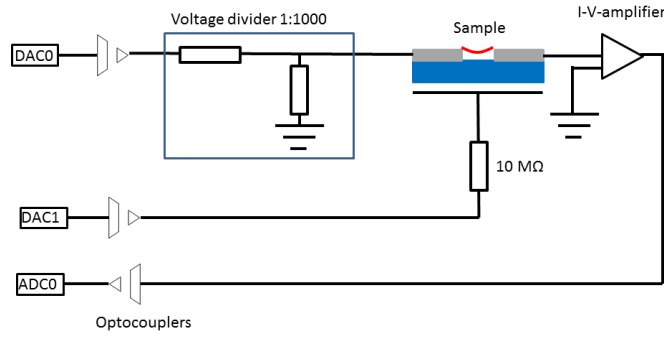 Voltage divider 1:1000
Sample
I-V-amplifier
DAC0
10 MΩ
DAC1
ADC0
Optocouplers